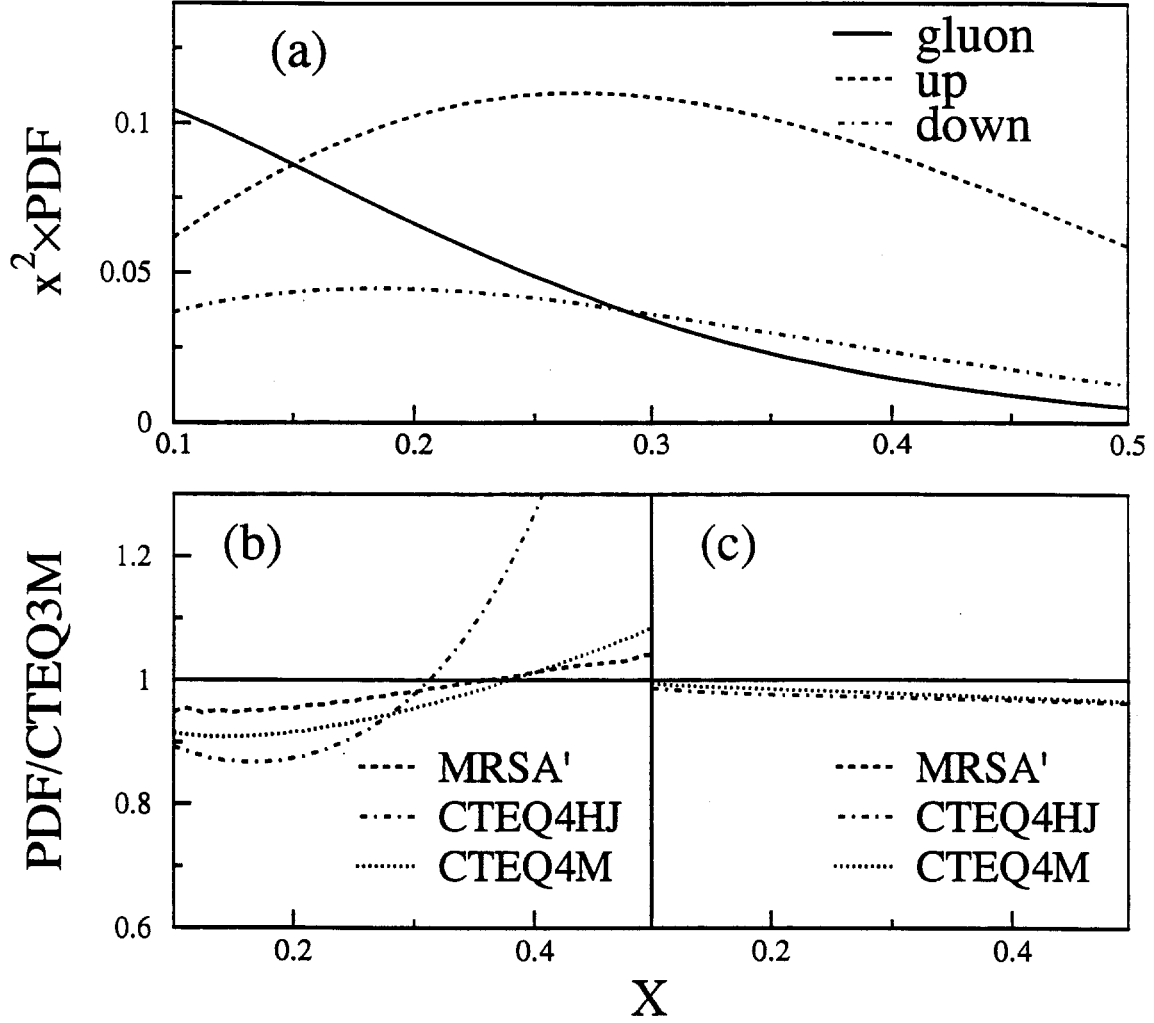 (a)
gluon
up
down
x²×PDF
0.1
0.05
0
0.1 0.2 0.3 0.4 0.5
(b) (c)
PDF/CTEQ3M
1.2
1
0.8
0.6
MRSA' MRSA'
CTEQ4HJ CTEQ4HJ
CTEQ4M CTEQ4M
0.2 0.4 0.2 0.4
X